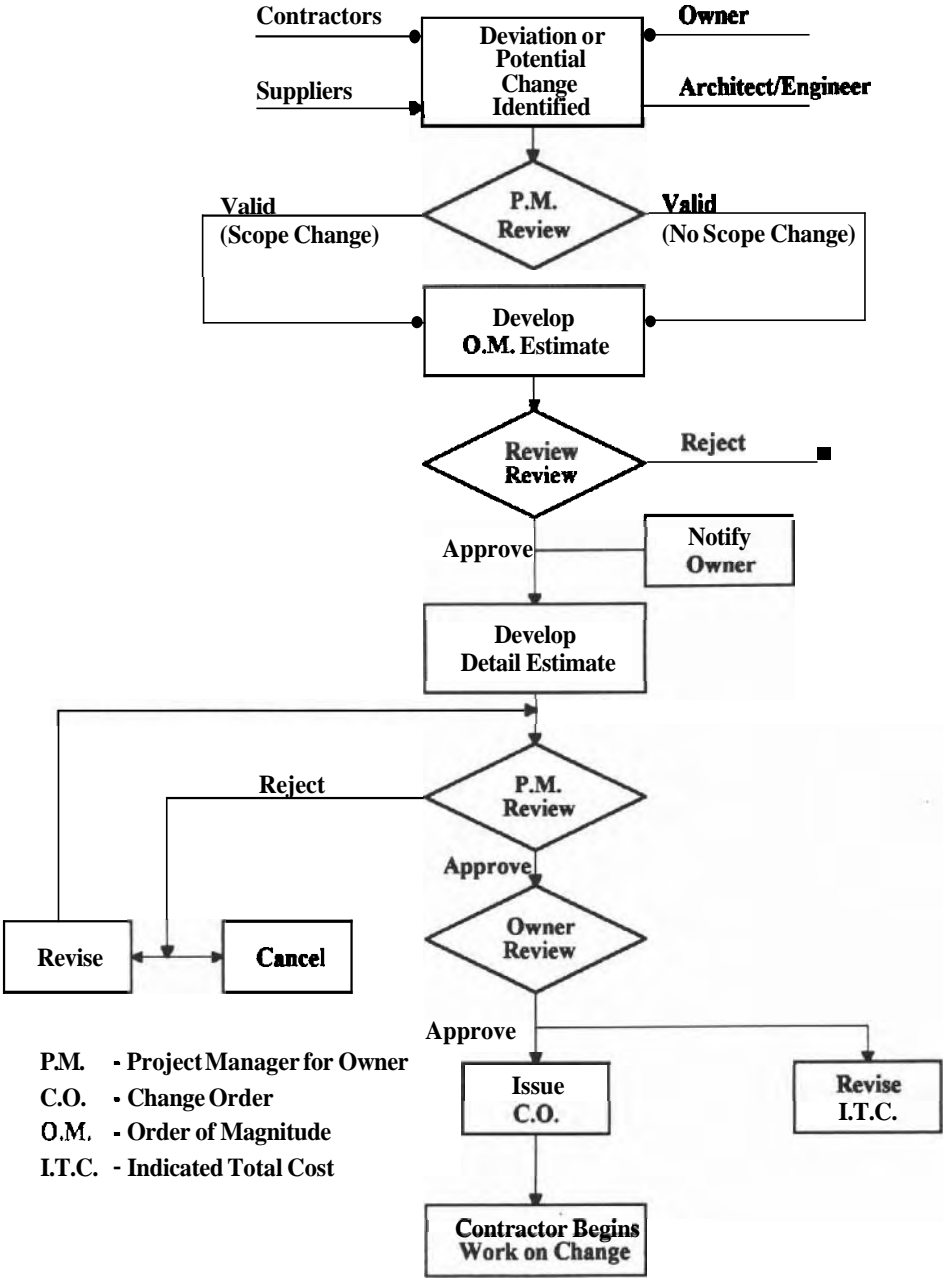 Contractors
Owner
Deviation or
Potential
Change
Identified
Suppliers
Architect/Engineer
P.M.
Review
Valid
(Scope Change)
Valid
(No Scope Change)
Develop
O.M. Estimate
Review
Review
Reject
Approve
Notify
Owner
Develop
Detail Estimate
P.M.
Review
Reject
Approve
Owner
Review
Revise
Cancel
Approve
Issue
C.O.
Revise
I.T.C.
P.M. - Project Manager for Owner
C.O. - Change Order
O.M. - Order of Magnitude
I.T.C. - Indicated Total Cost
Contractor Begins
Work on Change